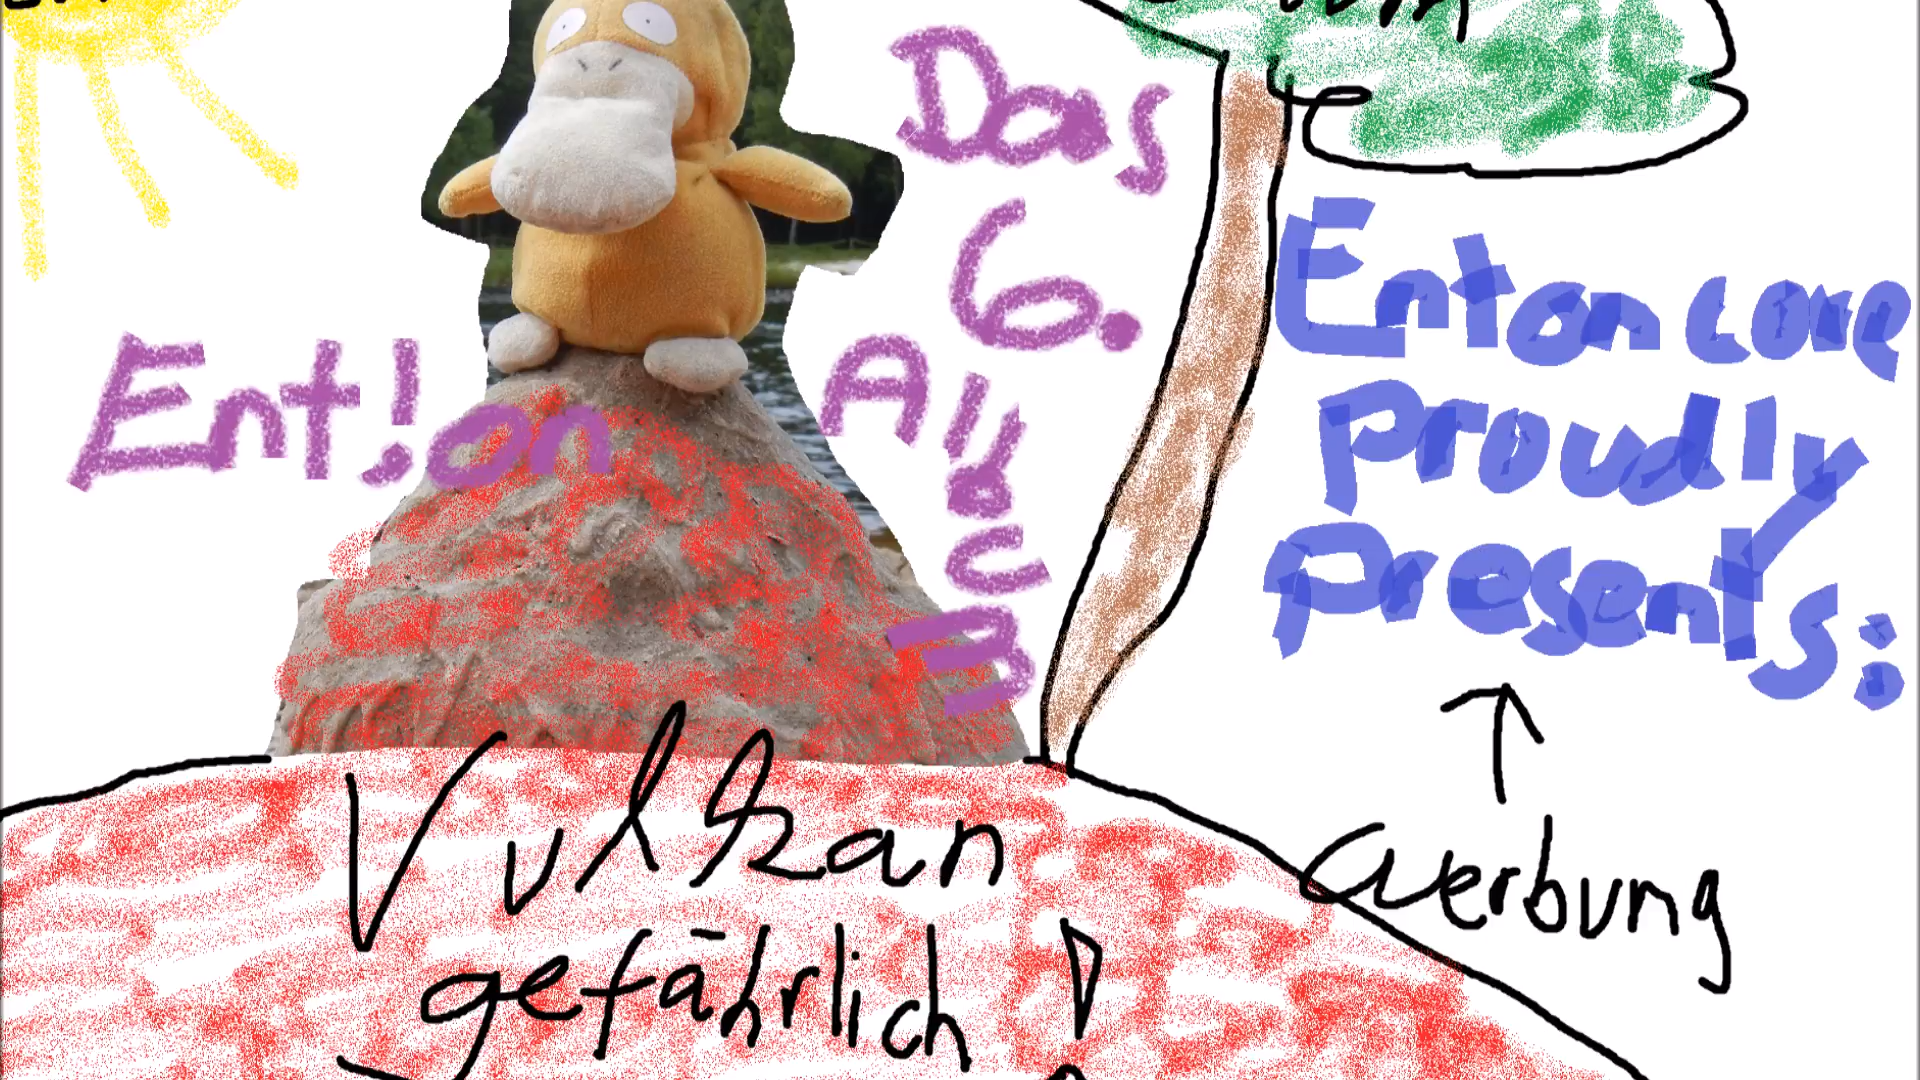 Das
6.
Album
Ent!on
Enton core
proudly
presents:
Werbung
Vulkan
gefährlich!